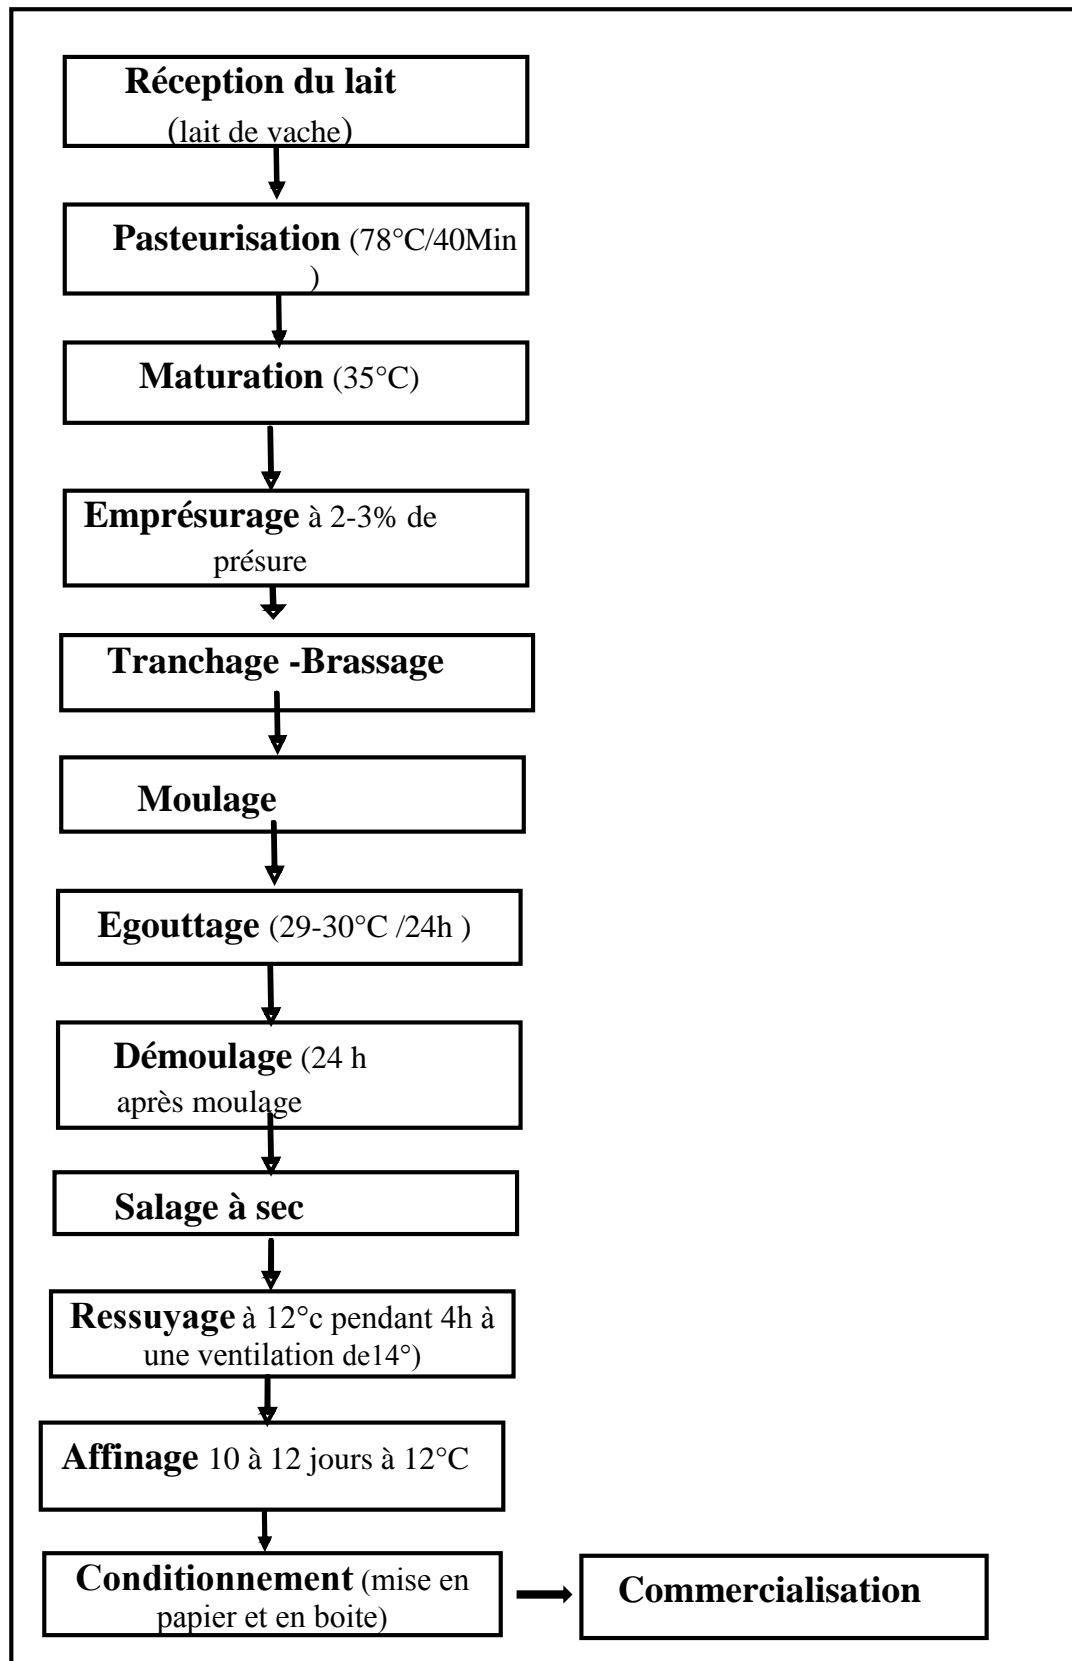 Réception du lait
(lait de vache)
Pasteurisation (78°C/40Min
)
Maturation (35°C)
Emprésurage à 2-3% de
présure
Tranchage -Brassage
Moulage
Egouttage (29-30°C /24h )
Démoulage (24 h
après moulage
Salage à sec
Ressuyage à 12°c pendant 4h à
une ventilation de14°)
Affinage 10 à 12 jours à 12°C
Conditionnement (mise en
papier et en boite)
Commercialisation